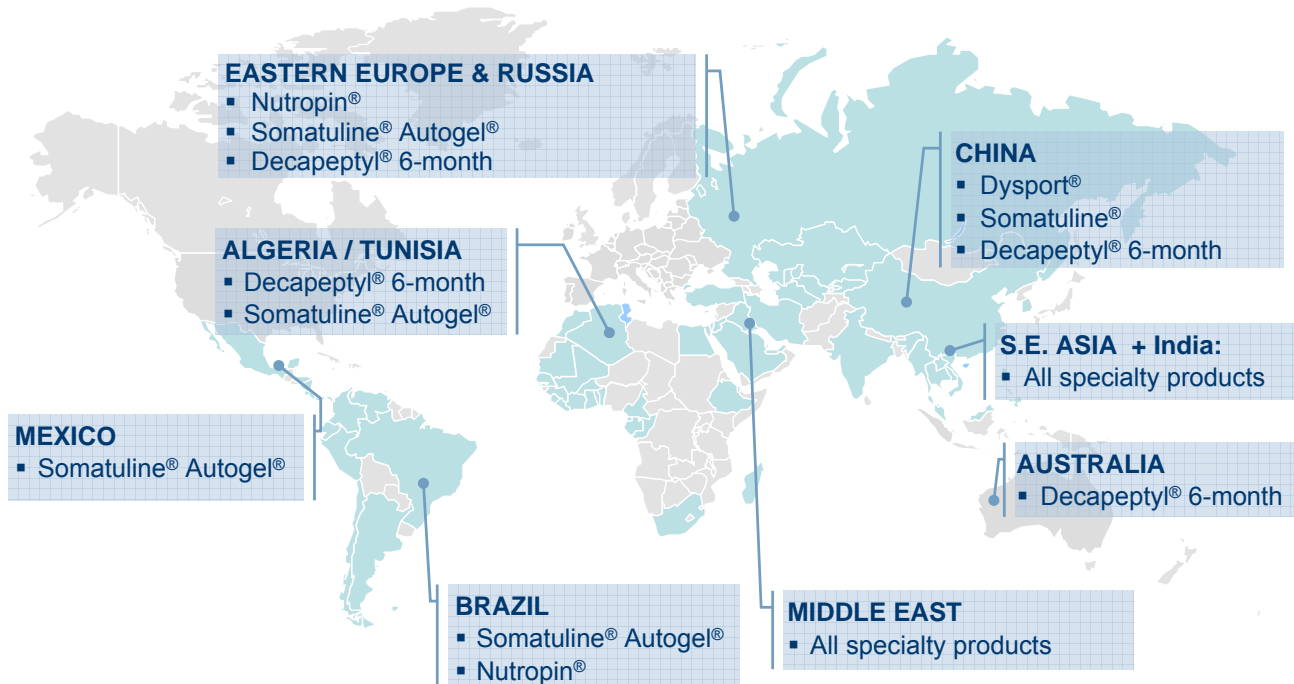 EASTERN EUROPE & RUSSIA
▪ Nutropin®
▪ Somatuline® Autogel®
▪ Decapeptyl® 6-month
CHINA
▪ Dysport®
▪ Somatuline®
▪ Decapeptyl® 6-month
ALGERIA / TUNISIA
▪ Decapeptyl® 6-month
▪ Somatuline® Autogel®
S.E. ASIA + India:
▪ All specialty products
MEXICO
▪ Somatuline® Autogel®
AUSTRALIA
▪ Decapeptyl® 6-month
BRAZIL
▪ Somatuline® Autogel®
▪ Nutropin®
MIDDLE EAST
▪ All specialty products